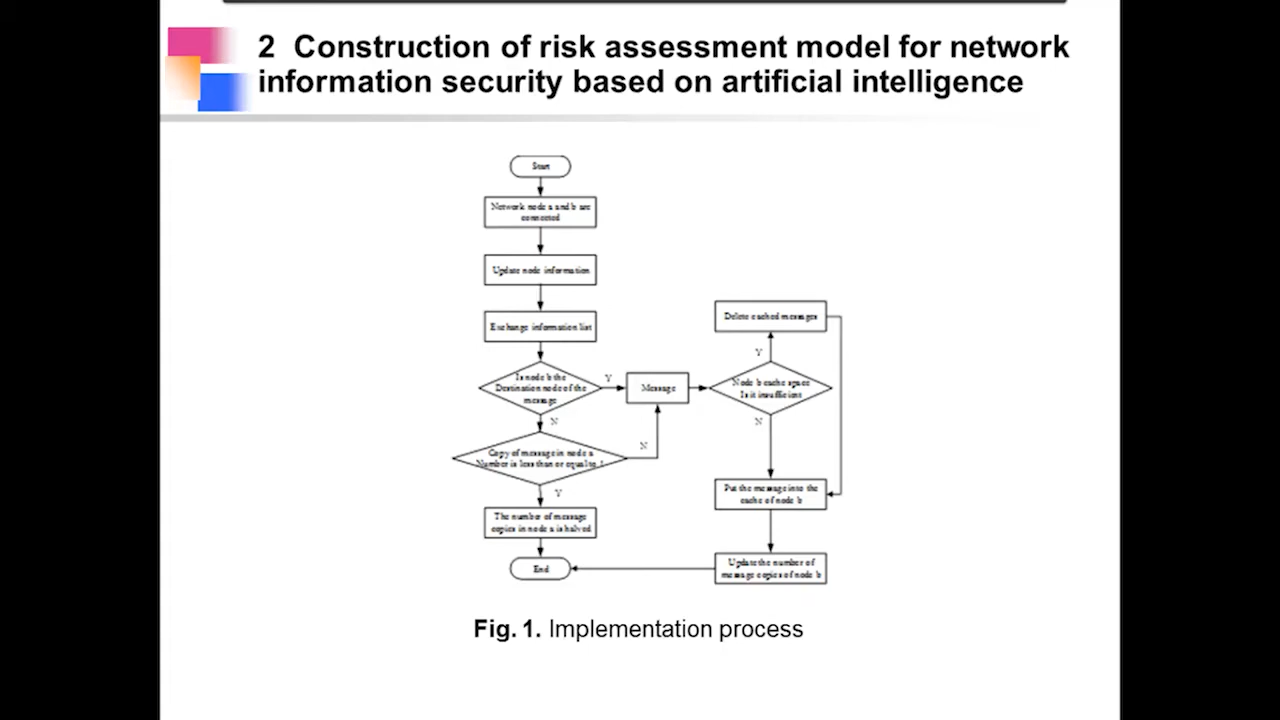 2 Construction of risk assessment model for network
information security based on artificial intelligence
Start
Network node a and b are
connected
Update node information
Exchange information list
Is node b the
Destination node of the
message
Y
N
Message
Copy of message in node a
Number is less than or equal to 1
N
Y
The number of message
copies in node a is halved
End
Delete cached messages
Y
Node b cache space
Is it insufficient
N
Put the message into the
cache of node b
Update the number of
message copies of node b
Fig. 1. Implementation process